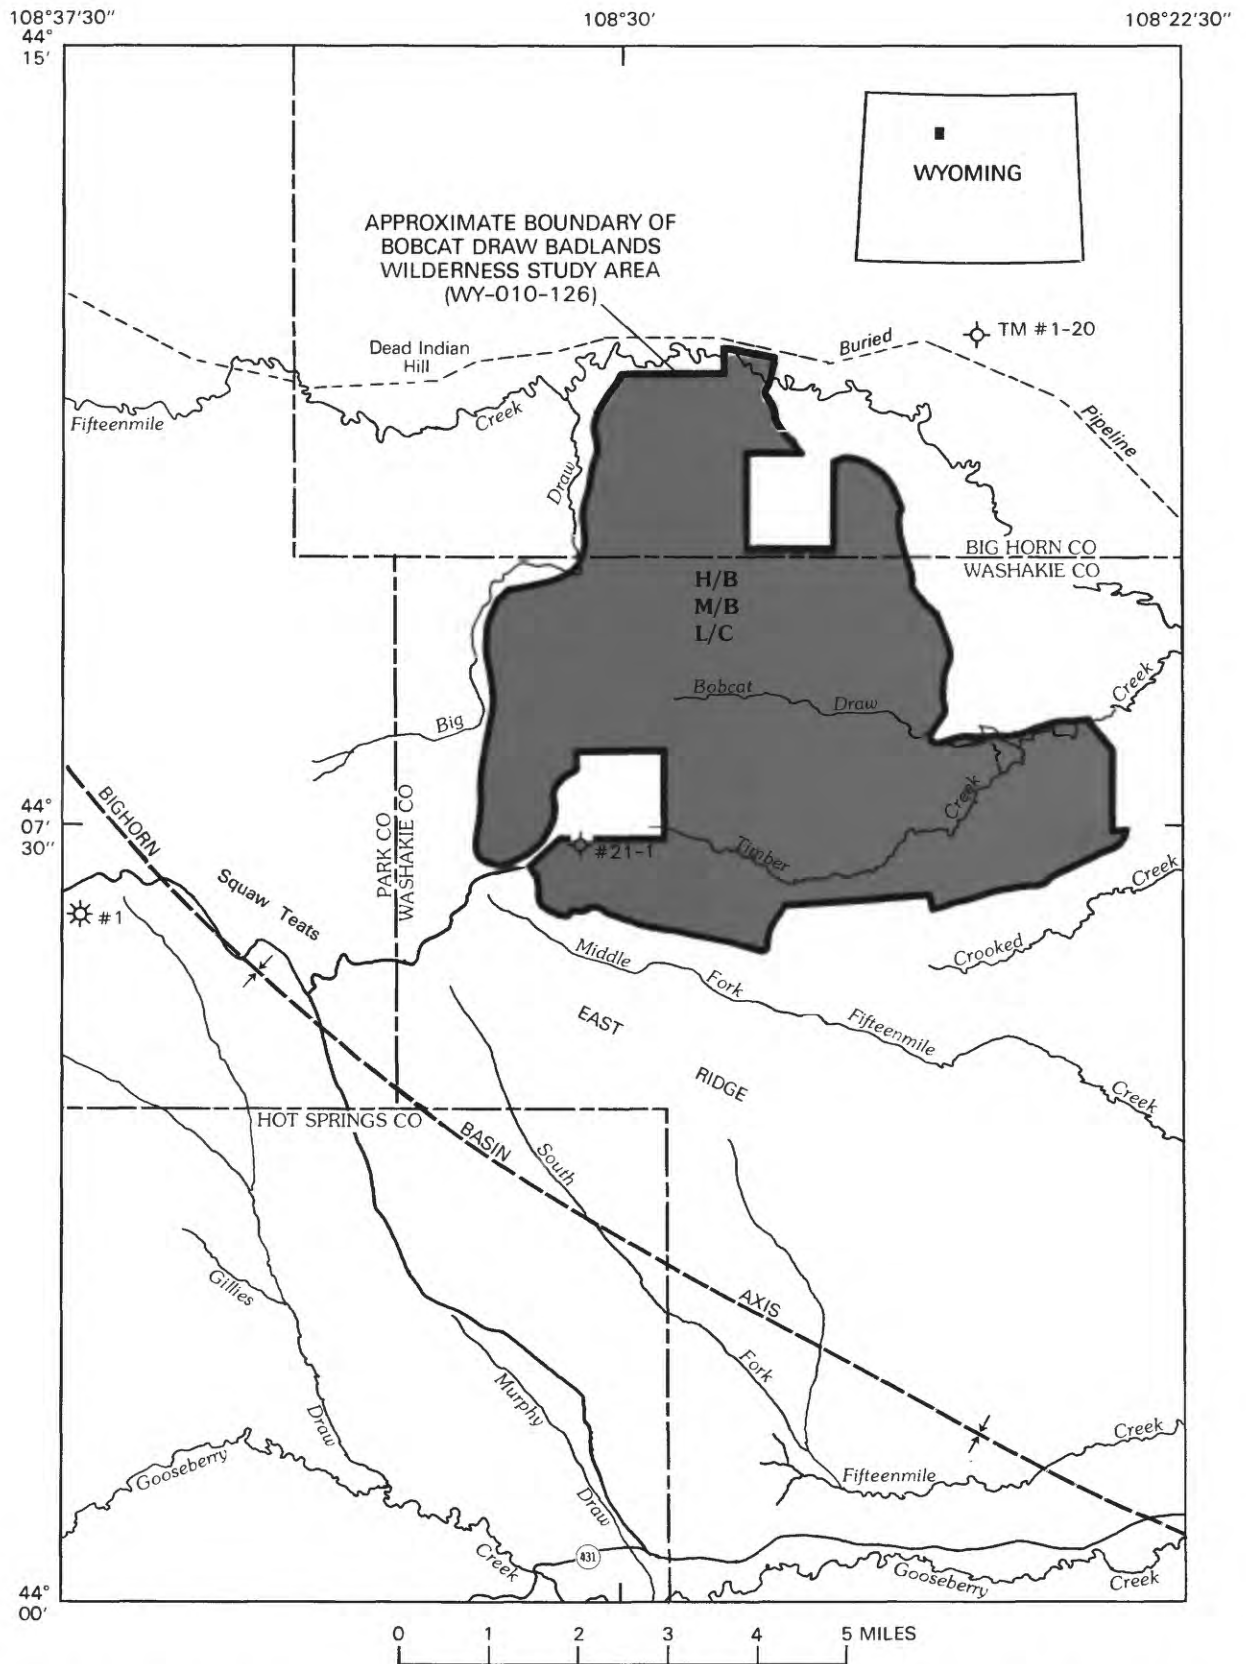 108°37'30" 108°30' 108°22'30"
44°
15'
WYOMING
APPROXIMATE BOUNDARY OF
BOBCAT DRAW BADLANDS
WILDERNESS STUDY AREA
(WY-010-126)
TM #1-20
Buried
Dead Indian
Hill
Pipeline
Fifteenmile
Creek
Draw
BIG HORN CO
WASHAKIE CO
H/B
M/B
L/C
Creek
Bobcat
Draw
Big
44°
07'
30"
BIGHORN
PARK CO
WASHAKIE CO
Creek
#21-1
Timber
Creek
Squaw Teats
#1
Middle
Fork
Fifteenmile
Creek
Crooked
EAST
RIDGE
HOT SPRINGS CO
BASIN
South
Gillies
AXIS
Fork
Murphy
Draw
Gooseberry
Draw
Creek
Fifteenmile
Creek
431
Gooseberry
Creek
44°
00'
0 1 2 3 4 5 MILES